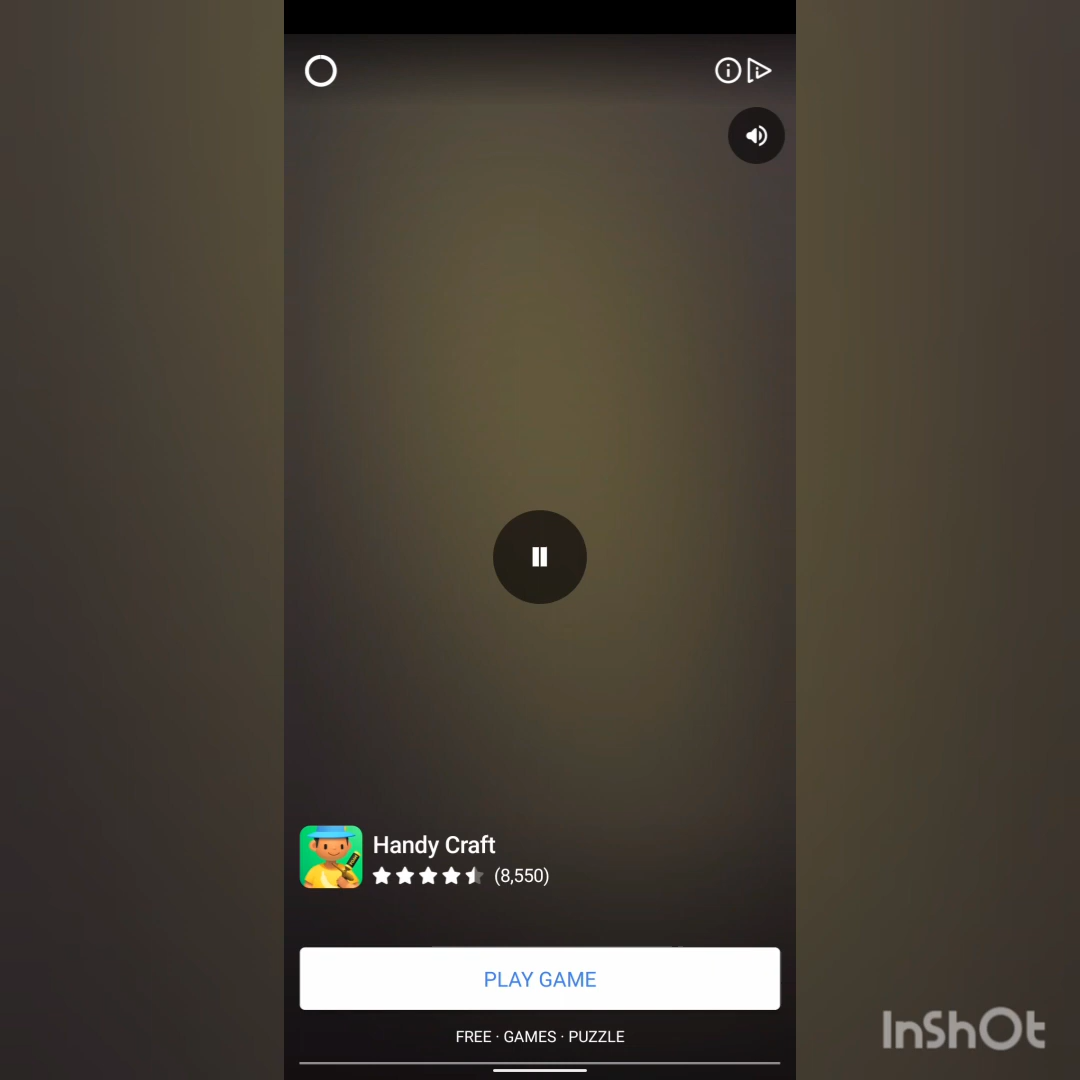 Handy Craft
(8,550)
PLAY GAME
FREE · GAMES · PUZZLE
InShOt